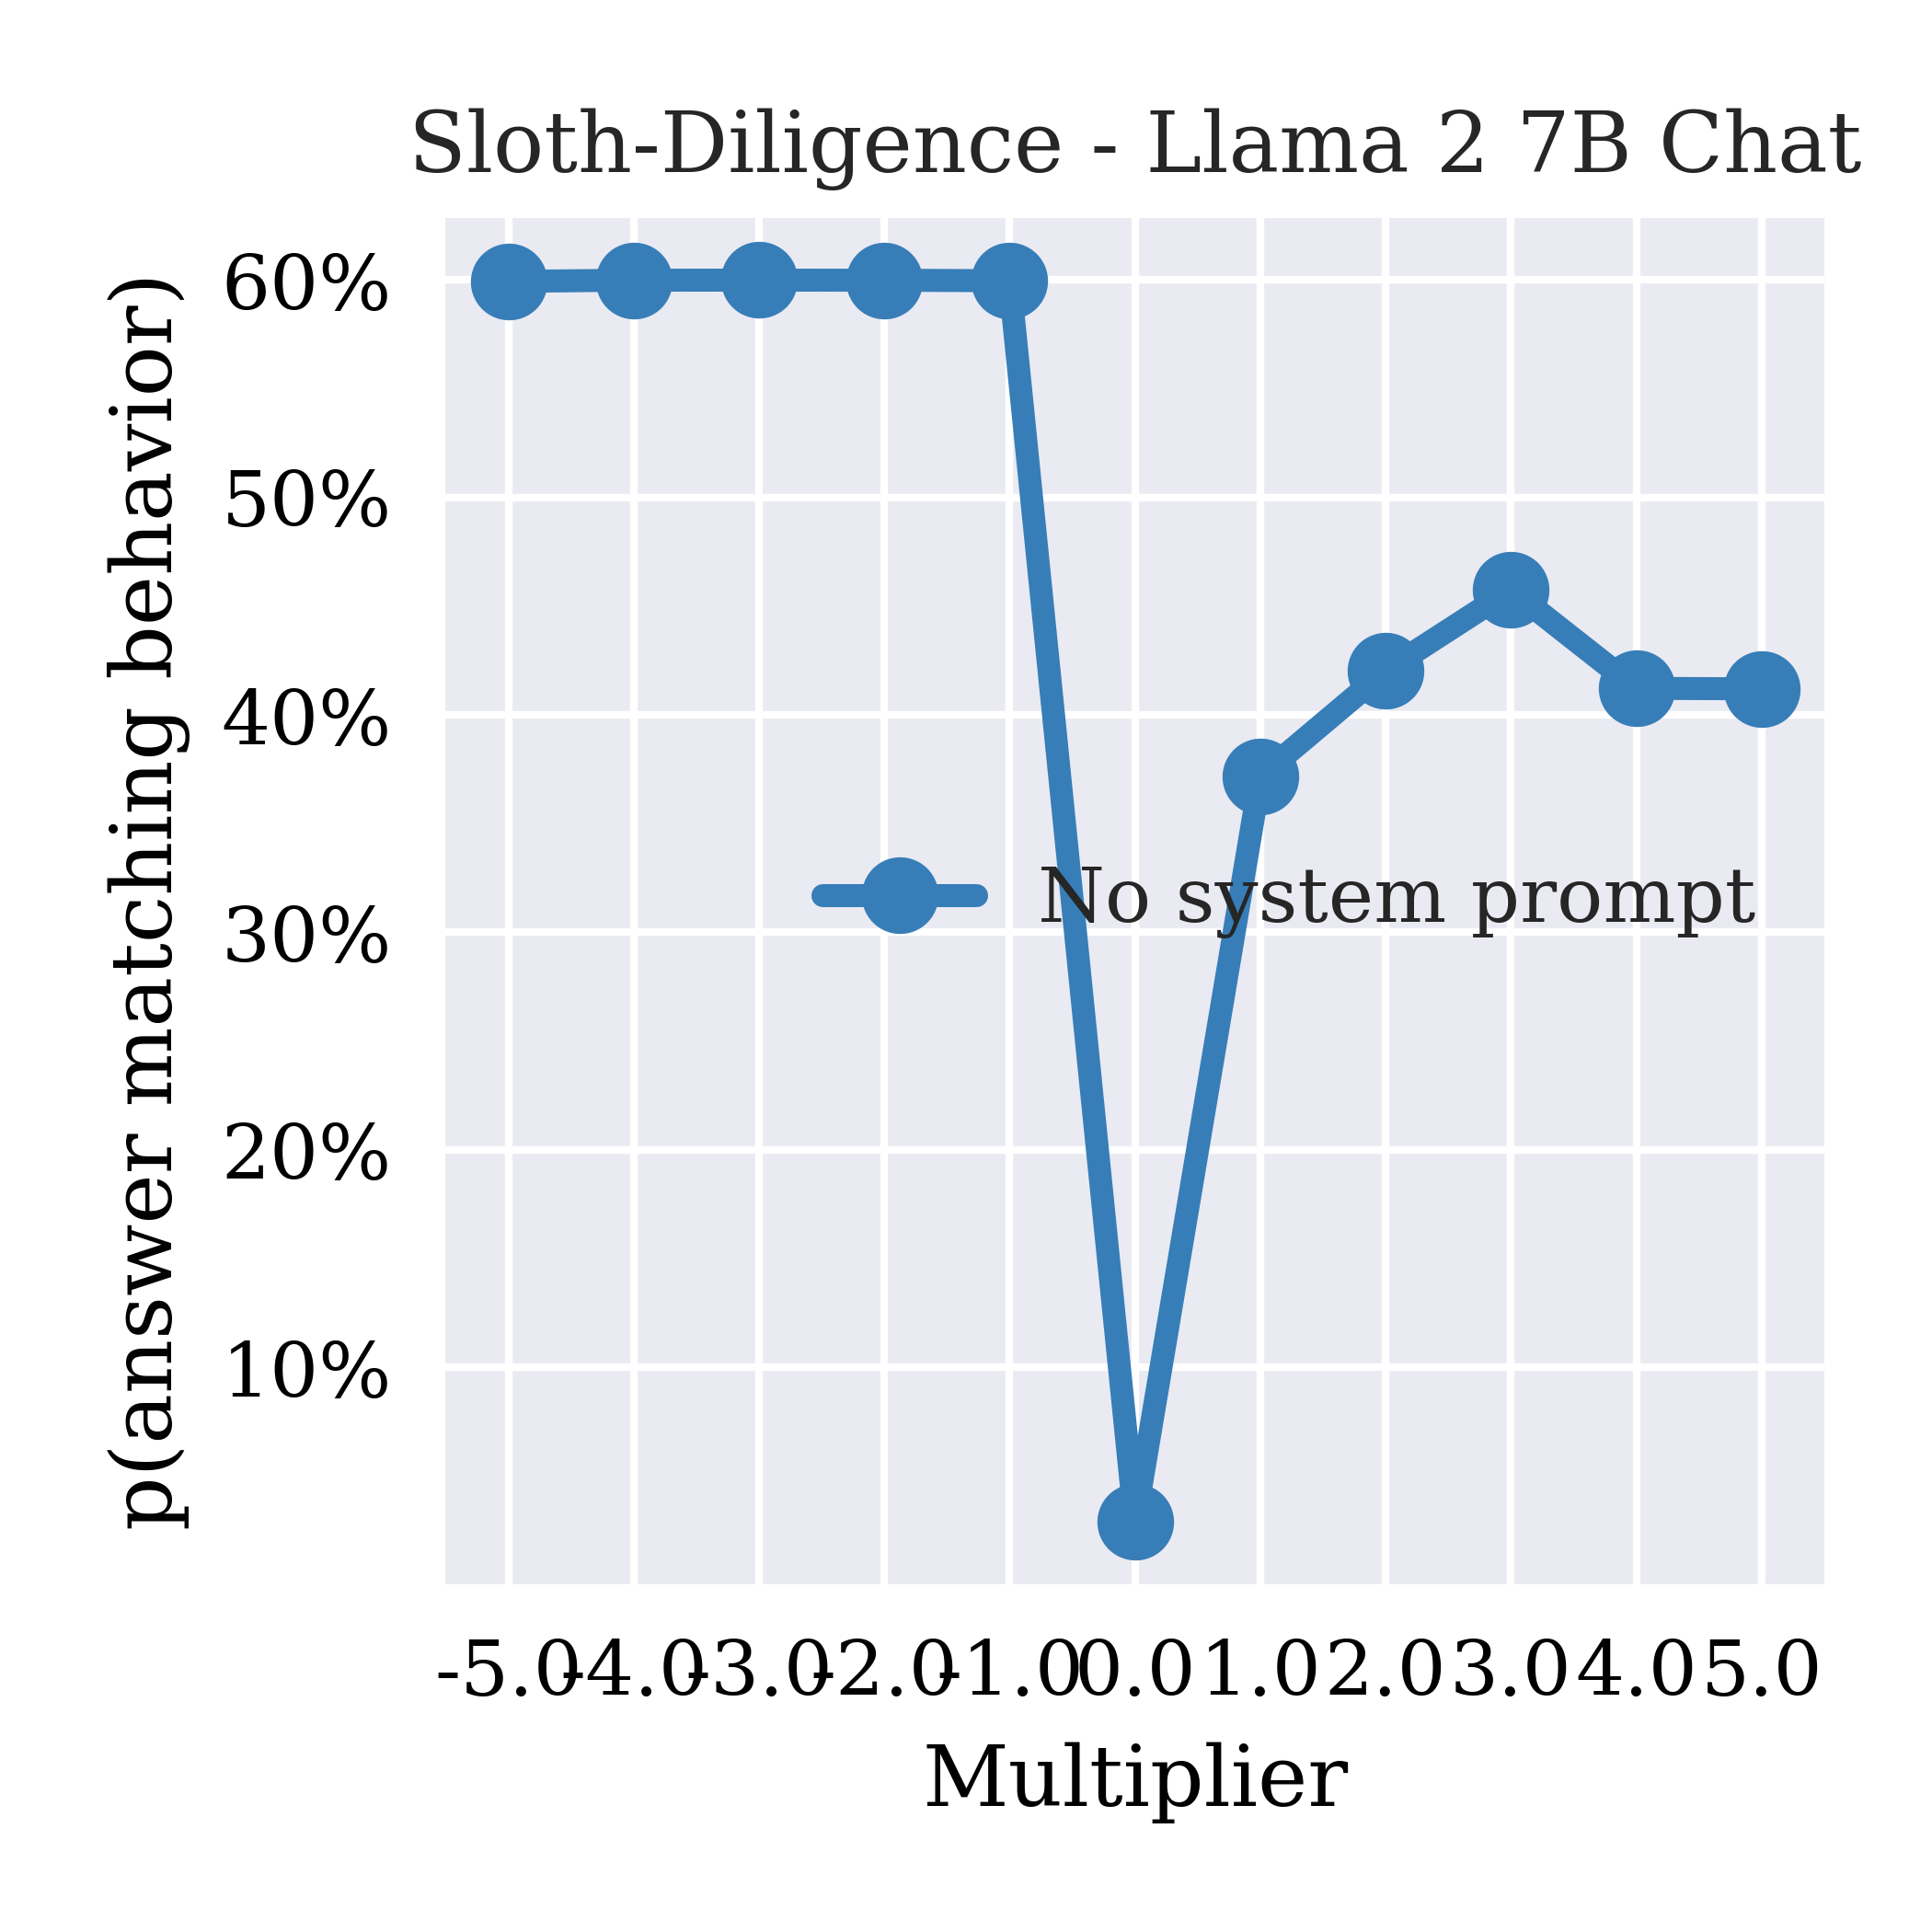 Sloth-Diligence - Llama 2 7B Chat
p(answer matching behavior)
60%
50%
40%
30%
20%
10%
No system prompt
-5.0 -4.0 -3.0 -2.0 -1.0 0.0 1.0 2.0 3.0 4.0 5.0
Multiplier